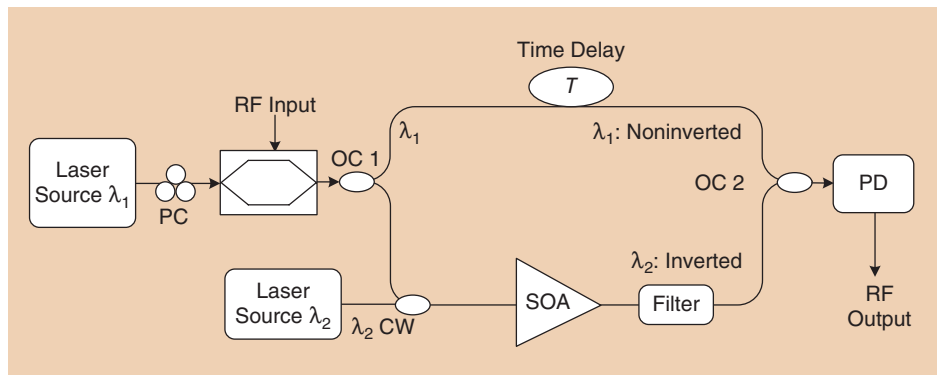 Time Delay
T
RF Input
λ1
λ1: Noninverted
OC 1
Laser
Source λ1
PC
OC 2
PD
λ2: Inverted
Laser
Source λ2
λ2 CW
SOA
Filter
RF
Output